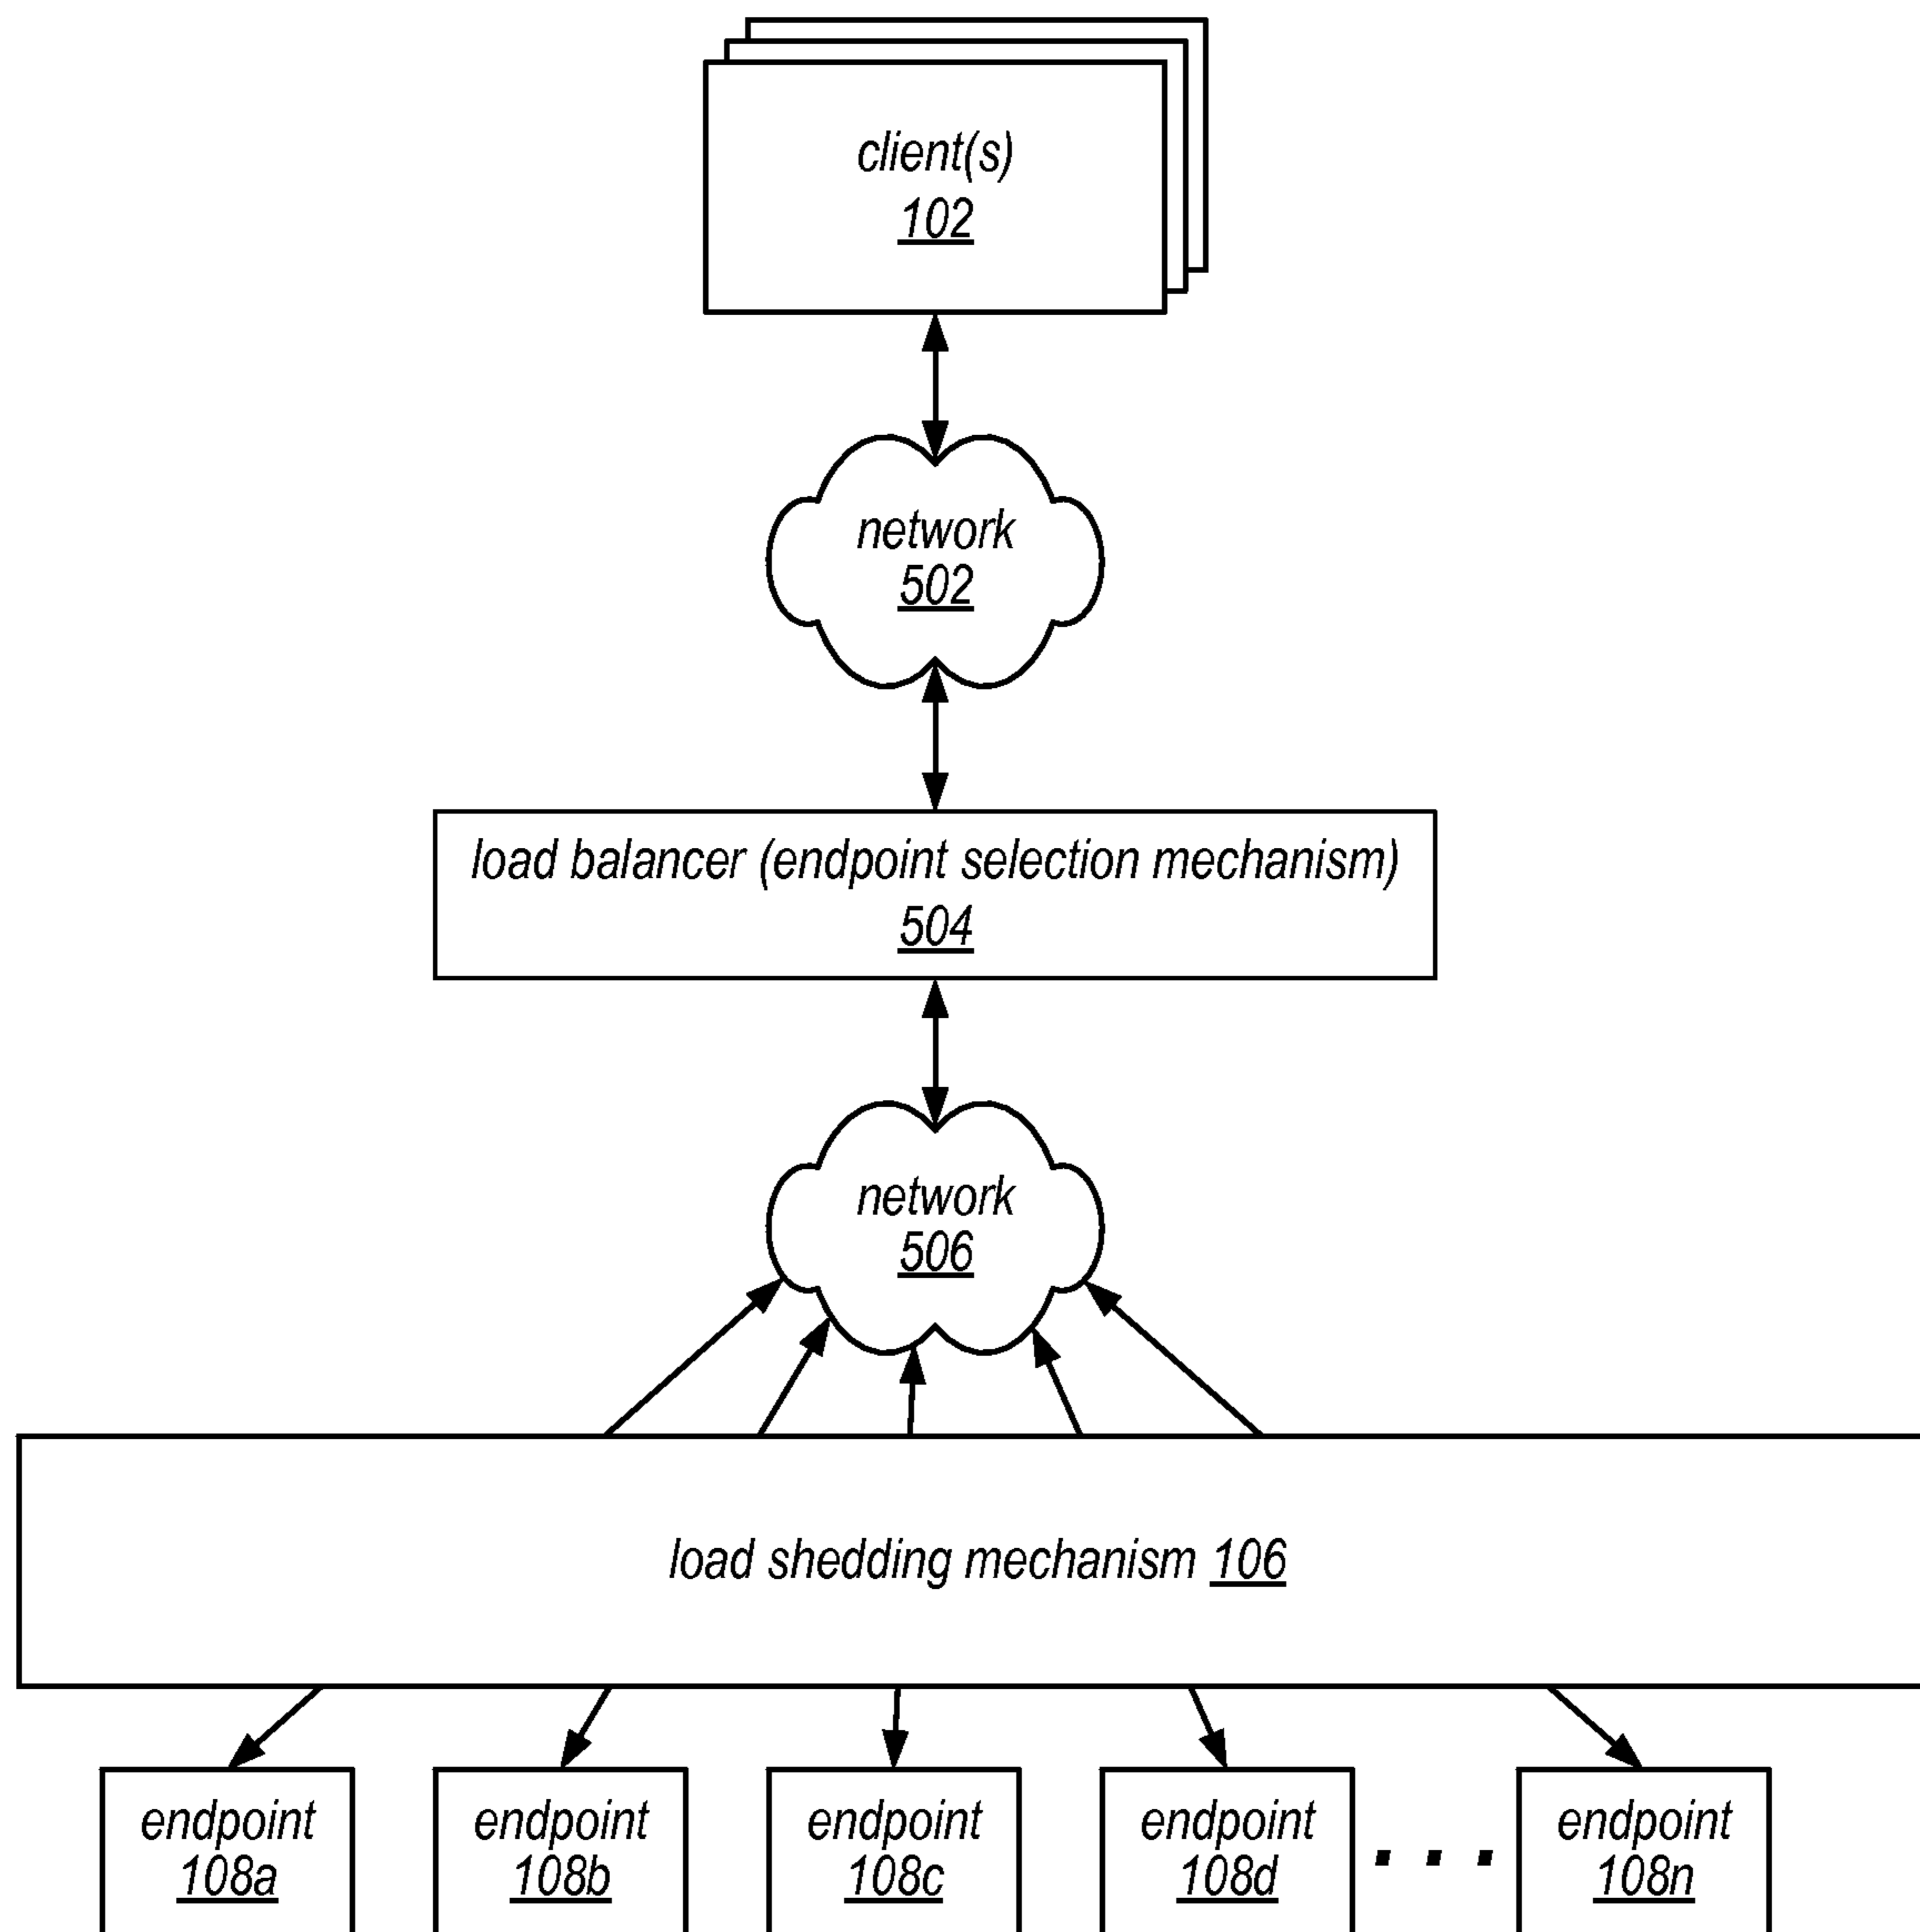 client(s)
102
network
502
load balancer (endpoint selection mechanism)
504
network
506
load shedding mechanism 106
endpoint
108a
endpoint
108b
endpoint
108c
endpoint
108d
. . .
endpoint
108n